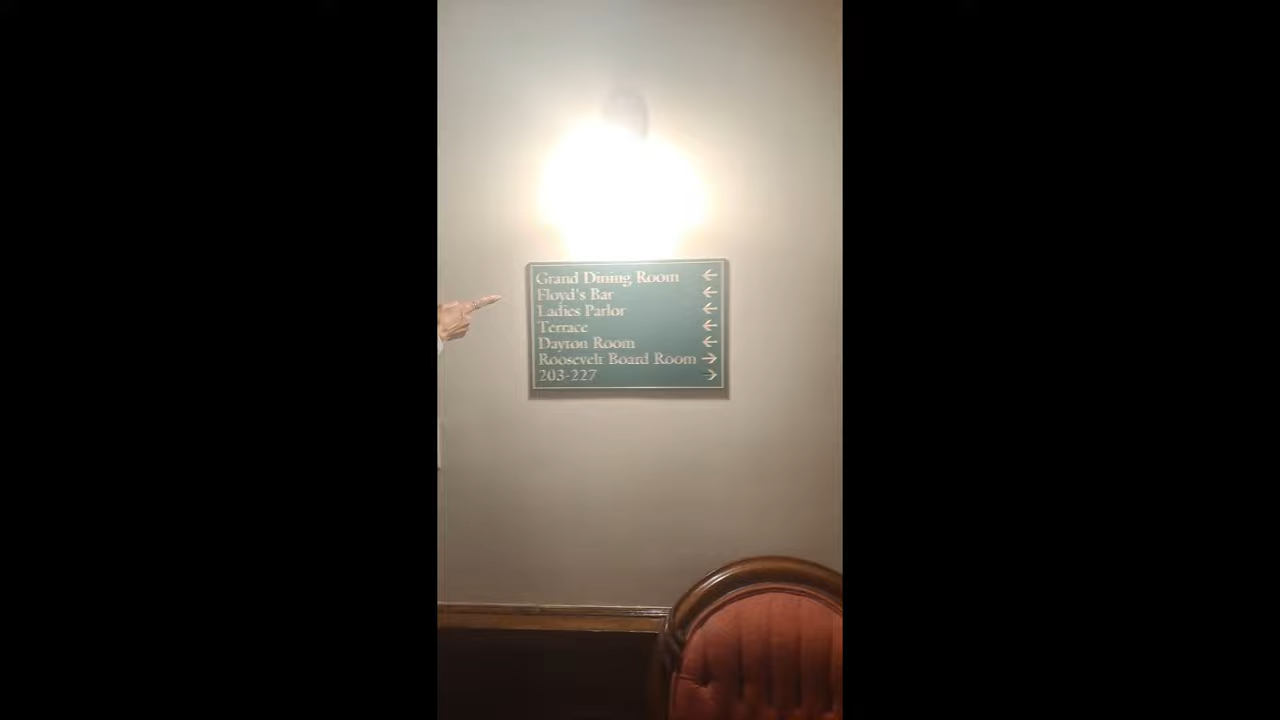 Grand Dining Room ←
Floyd's Bar ←
Ladies Parlor ←
Terrace ←
Dayton Room ←
Roosevelt Board Room →
203-227 →